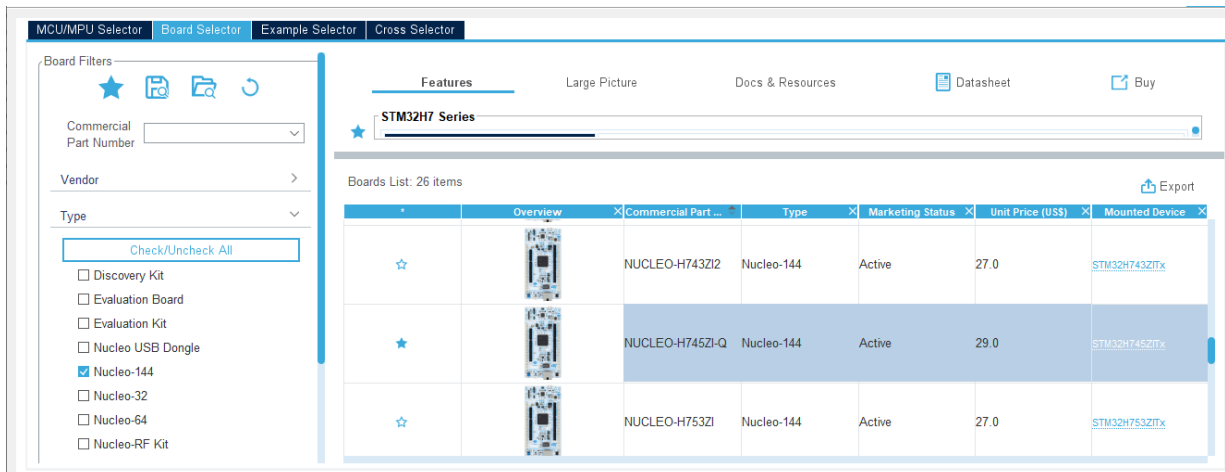 MCU/MPU Selector Board Selector Example Selector Cross Selector
Board Filters
Commercial
Part Number
Vendor
Type
Check/Uncheck All
Discovery Kit
Evaluation Board
Evaluation Kit
Nucleo USB Dongle
Nucleo-144
Nucleo-32
Nucleo-64
Nucleo-RF Kit
Features Large Picture Docs & Resources Datasheet Buy
STM32H7 Series
Boards List: 26 items
Export
* Overview Commercial Part ... Type Marketing Status Unit Price (US$) Mounted Device
NUCLEO-H743ZI2 Nucleo-144 Active 27.0 STM32H743ZITx
NUCLEO-H745ZI-Q Nucleo-144 Active 29.0 STM32H745ZITx
NUCLEO-H753ZI Nucleo-144 Active 27.0 STM32H753ZITx